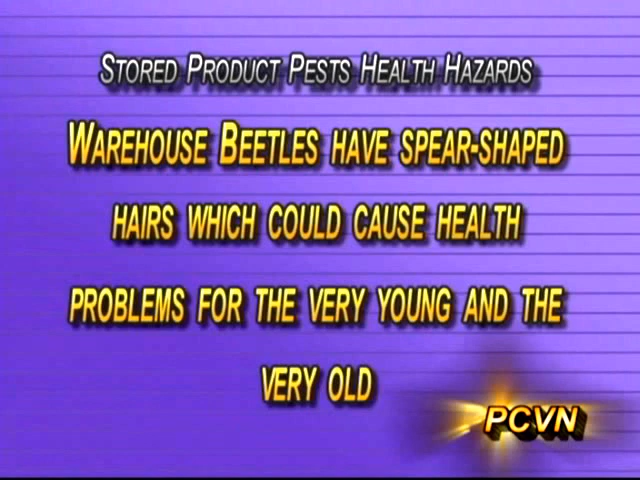 Stored Product Pests Health Hazards
Warehouse Beetles have spear-shaped
hairs which could cause health
problems for the very young and the
very old
PCVN